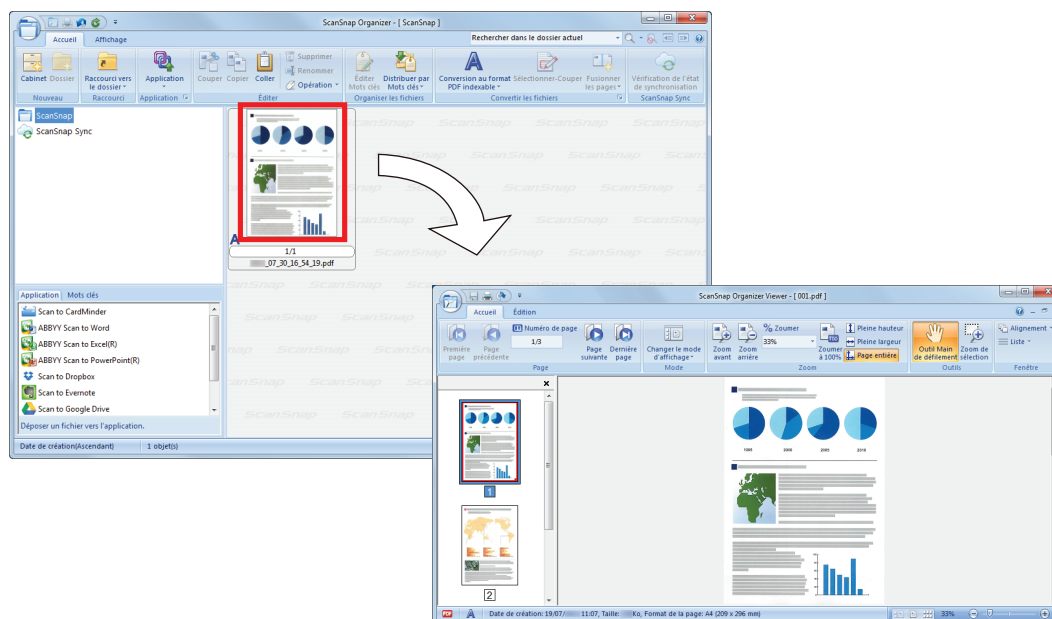 ScanSnap Organizer - [ ScanSnap ]
Accueil Affichage
Rechercher dans le dossier actuel
Cabinet Dossier
Nouveau
Raccourci vers
le dossier
Raccourci
Application
Application
Couper Copier Coller
Supprimer
Renommer
Opération
Éditer
Éditer
Mots clés
Distribuer par
Mots clés
Organiser les fichiers
Conversion au format
PDF indexable
Sélectionner-Couper
Fusionner
les pages
Convertir les fichiers
Vérification de l'état
de synchronisation
ScanSnap Sync
ScanSnap
ScanSnap Sync
A
1/1
_07_30_16_54_19.pdf
Application Mots clés
Scan to CardMinder
ABBYY Scan to Word
ABBYY Scan to Excel(R)
ABBYY Scan to PowerPoint(R)
Scan to Dropbox
Scan to Evernote
Scan to Google Drive
Déposer un fichier vers l'application.
Date de création(Ascendant) 1 objet(s)
ScanSnap Organizer Viewer - [ 001.pdf ]
Accueil Édition
Première
page
Page
précédente
Numéro de page
1/3
Page
suivante
Dernière
page
Page
Changer le mode
d'affichage
Mode
Zoom
avant
Zoom
arrière
Zoumer
33%
Zoumer
à 100%
Pleine hauteur
Pleine largeur
Page entière
Zoom
Outil Main
de défilement
Zoom de
sélection
Outils
Alignement
Liste
Fenêtre
1
2
1995 2000 2005 2010
PDF A Date de création: 19/07/ 11:07, Taille: Ko, Format de la page: A4 (209 x 296 mm) 33%